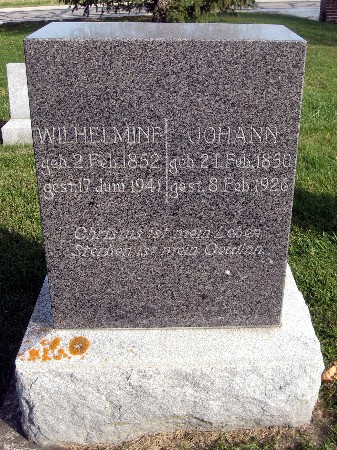 WILHELMINE JOHANN
geb. 2. Feb. 1852 geb. 21. Feb. 1850
gest. 17. Juni 1941 gest. 8. Feb. 1926
Christus ist mein Leben,
Sterben ist mein Gewinn.